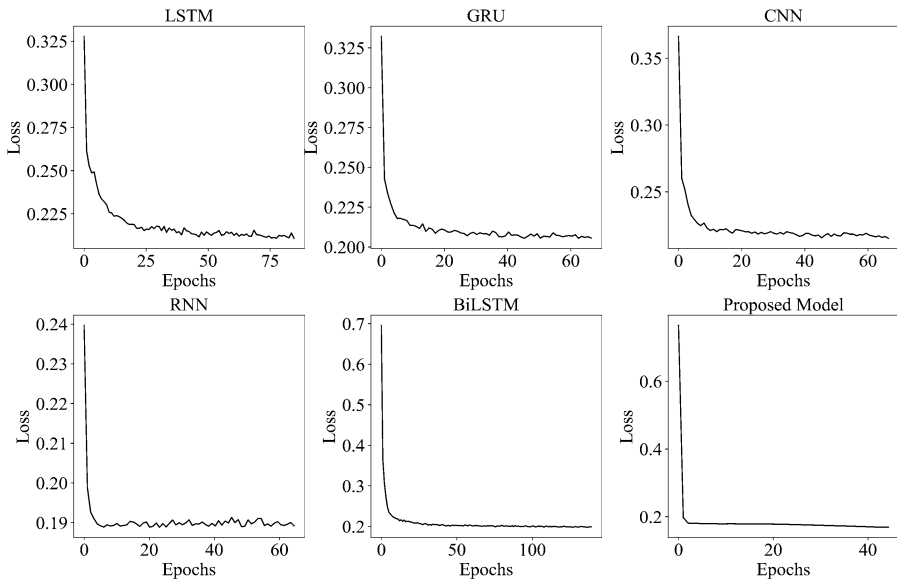 LSTM
0.325
0.300
0.275
0.250
0.225
Loss
0 25 50 75
Epochs
GRU
0.325
0.300
0.275
0.250
0.225
0.200
Loss
0 20 40 60
Epochs
CNN
0.35
0.30
0.25
Loss
0 20 40 60
Epochs
RNN
0.24
0.23
0.22
0.21
0.20
0.19
Loss
0 20 40 60
Epochs
BiLSTM
0.7
0.6
0.5
0.4
0.3
0.2
Loss
0 50 100
Epochs
Proposed Model
0.6
0.4
0.2
Loss
0 20 40
Epochs